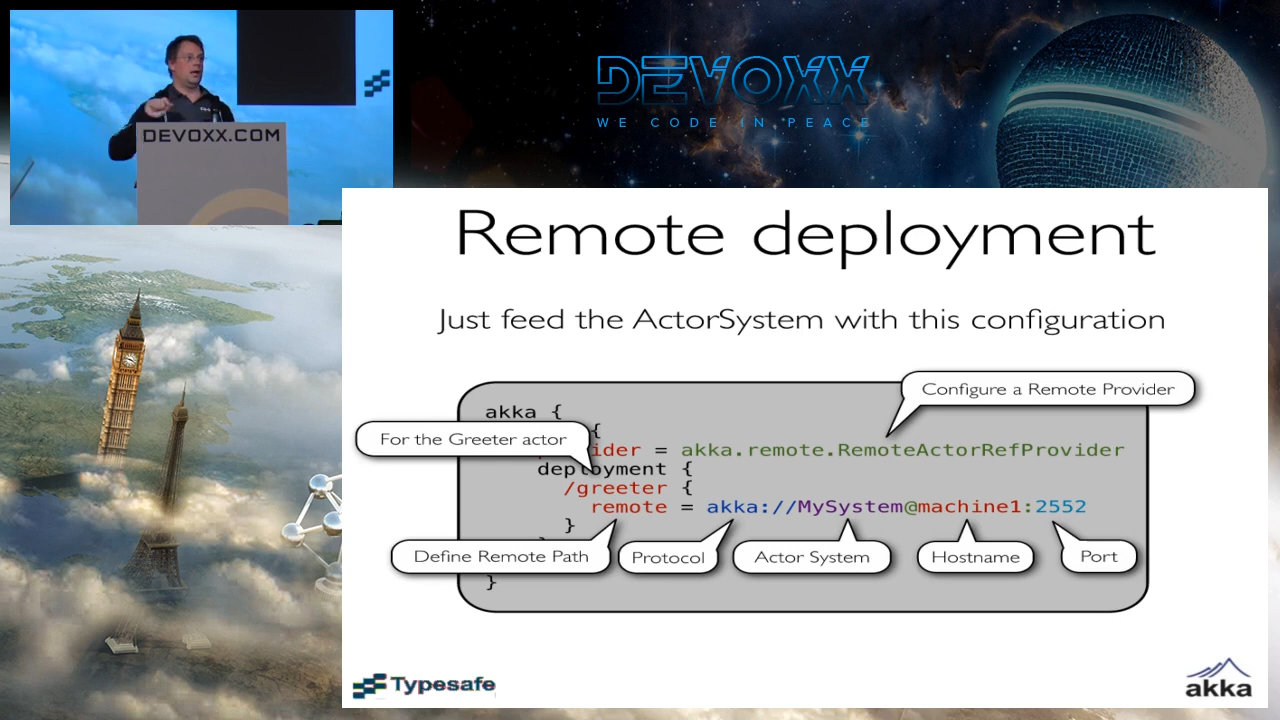 DEVOXX
WE CODE IN PEACE
DEVOXX.COM
Remote deployment
Just feed the ActorSystem with this configuration
Configure a Remote Provider
akka {
For the Greeter actor
{
ider = akka.remote.RemoteActorRefProvider
deployment {
/greeter {
remote = akka://MySystem@machine1:2552
}
Define Remote Path
Protocol
Actor System
Hostname
Port
}
Typesafe
akka